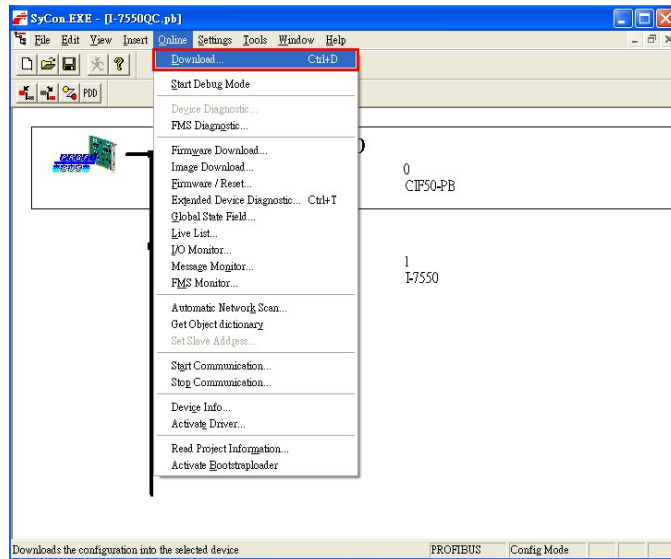 SyCon.EXE - [I-7550QC.pb]
File Edit View Insert Online Settings Tools Window Help
PDD
Download... Ctrl+D
Start Debug Mode
Device Diagnostic...
FMS Diagnostic...
Firmware Download...
Image Download...
Firmware / Reset...
Extended Device Diagnostic... Ctrl+T
Global State Field...
Live List...
I/O Monitor...
Message Monitor...
FMS Monitor...
Automatic Network Scan...
Get Object dictionary
Set Slave Address...
Start Communication...
Stop Communication...
Device Info...
Activate Driver...
Read Project Information...
Activate Bootstraploader
)
0
CIF50-PB
1
I-7550
Downloads the configuration into the selected device PROFIBUS Config Mode